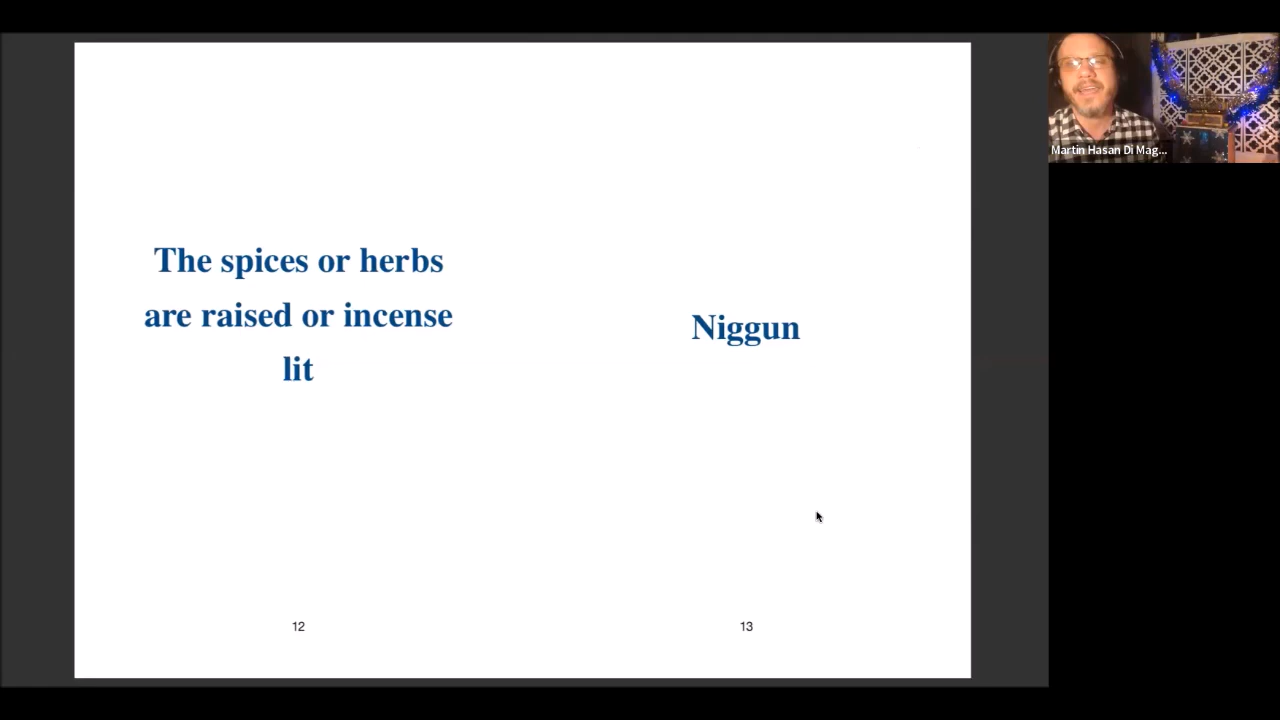 The spices or herbs
are raised or incense
lit
12
Niggun
13
Martin Hasan Di Mag...